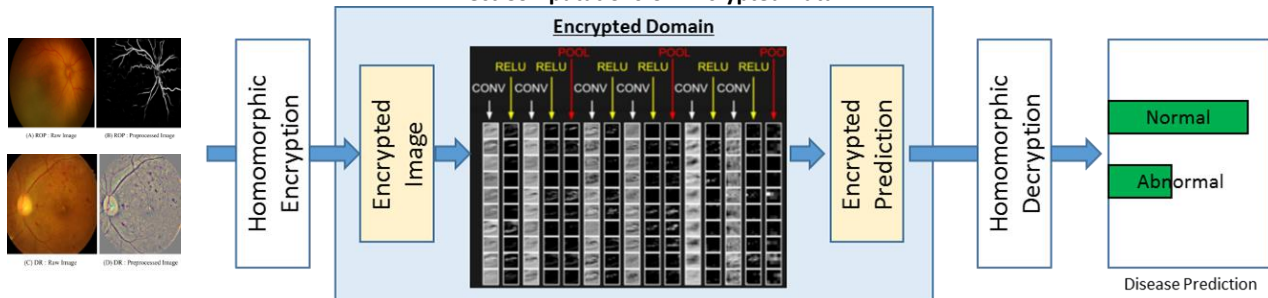 Encrypted Domain
(A) ROP : Raw Image
(B) ROP : Preprocessed Image
(C) DR : Raw Image
(D) DR : Preprocessed Image
Homomorphic
Encryption
Encrypted
Image
CONV
RELU
CONV
RELU
POOL
CONV
RELU
CONV
RELU
POOL
CONV
RELU
CONV
RELU
POO
Encrypted
Prediction
Homomorphic
Decryption
Normal
Abnormal
Disease Prediction